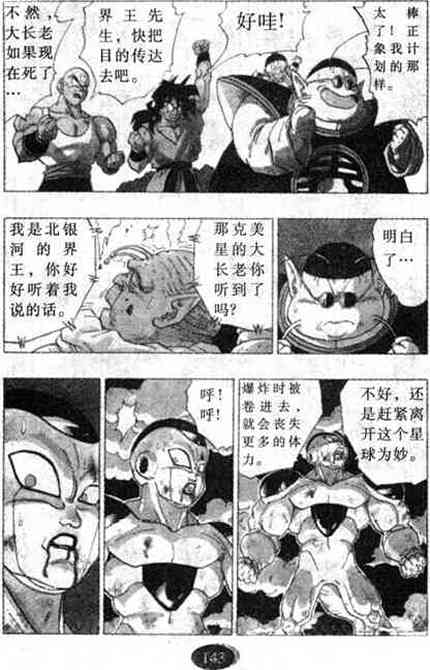 太棒
了！正
象我计
划的那
样。
好哇!
界王先
生，快把
目的传达
去吧。
不然，
大长老
如果现
在死了
…
明白
了…
那克美
星的大
长老你
听到了
吗?
我是北银
河的界
王，你好
好听着我
说的话。
不好，还
是赶紧离
开这个星
球为妙。
爆炸时被
卷进去，
就会丧失
更多的体
力。
呼!
呼!
143